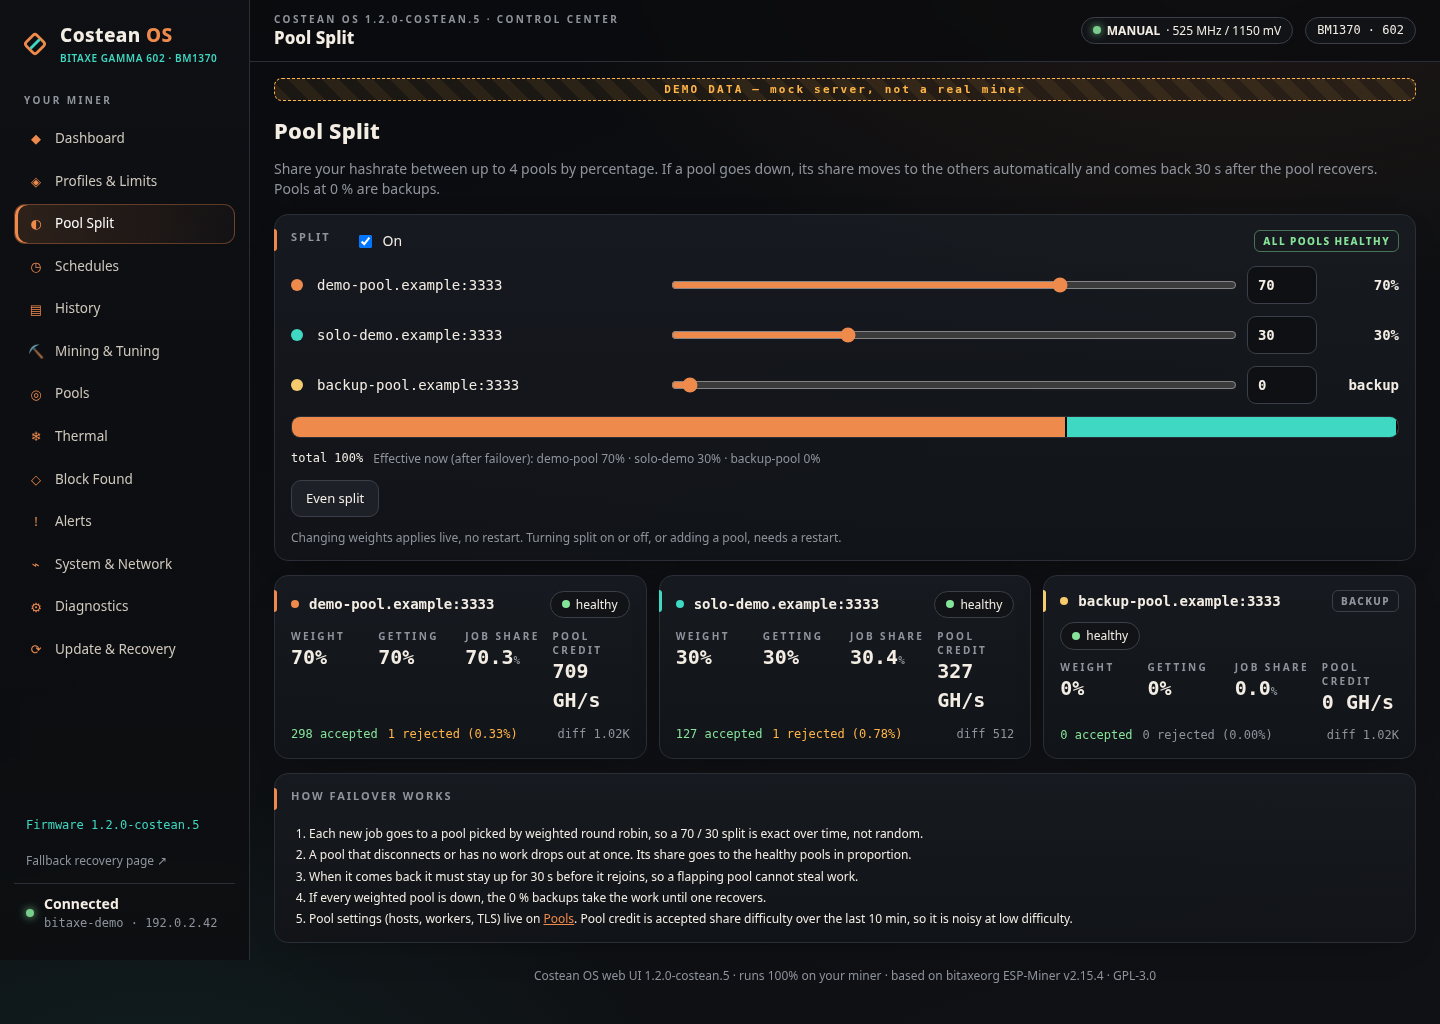 Costean OS
BITAXE GAMMA 602 · BM1370
YOUR MINER
Dashboard
Profiles & Limits
Pool Split
Schedules
History
Mining & Tuning
Pools
Thermal
Block Found
! Alerts
System & Network
Diagnostics
Update & Recovery
Firmware 1.2.0-costean.5
Fallback recovery page ↗
Connected
bitaxe-demo · 192.0.2.42
COSTEAN OS 1.2.0-COSTEAN.5 · CONTROL CENTER
Pool Split
MANUAL · 525 MHz / 1150 mV
BM1370 · 602
DEMO DATA — mock server, not a real miner
Pool Split
Share your hashrate between up to 4 pools by percentage. If a pool goes down, its share moves to the others automatically and comes back 30 s after the pool recovers.
Pools at 0 % are backups.
SPLIT On ALL POOLS HEALTHY
demo-pool.example:3333 70 70%
solo-demo.example:3333 30 30%
backup-pool.example:3333 0 backup
total 100% Effective now (after failover): demo-pool 70% · solo-demo 30% · backup-pool 0%
Even split
Changing weights applies live, no restart. Turning split on or off, or adding a pool, needs a restart.
demo-pool.example:3333 healthy
WEIGHT GETTING JOB SHARE POOL CREDIT
70% 70% 70.3% 709 GH/s
298 accepted 1 rejected (0.33%) diff 1.02K
solo-demo.example:3333 healthy
WEIGHT GETTING JOB SHARE POOL CREDIT
30% 30% 30.4% 327 GH/s
127 accepted 1 rejected (0.78%) diff 512
backup-pool.example:3333 BACKUP
healthy
WEIGHT GETTING JOB SHARE POOL CREDIT
0% 0% 0.0% 0 GH/s
0 accepted 0 rejected (0.00%) diff 1.02K
HOW FAILOVER WORKS
1. Each new job goes to a pool picked by weighted round robin, so a 70 / 30 split is exact over time, not random.
2. A pool that disconnects or has no work drops out at once. Its share goes to the healthy pools in proportion.
3. When it comes back it must stay up for 30 s before it rejoins, so a flapping pool cannot steal work.
4. If every weighted pool is down, the 0 % backups take the work until one recovers.
5. Pool settings (hosts, workers, TLS) live on Pools. Pool credit is accepted share difficulty over the last 10 min, so it is noisy at low difficulty.
Costean OS web UI 1.2.0-costean.5 · runs 100% on your miner · based on bitaxeorg ESP-Miner v2.15.4 · GPL-3.0